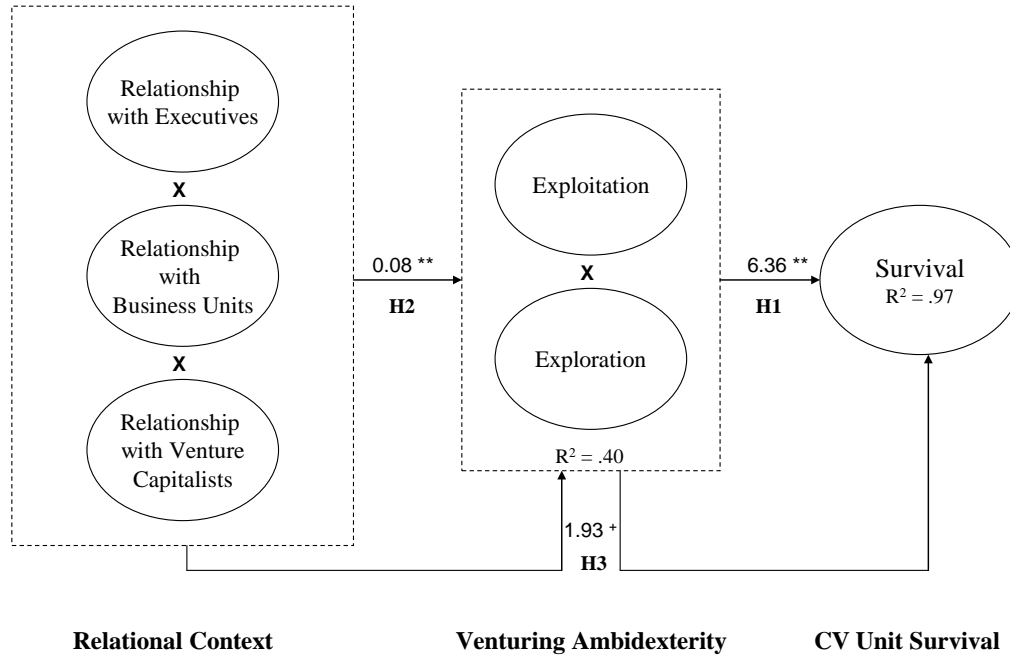 Relationship
with Executives
X
Relationship
with
Business Units
X
Relationship
with Venture
Capitalists
0.08 **
H2
Exploitation
X
Exploration
R² = .40
6.36 **
H1
Survival
R² = .97
1.93 +
H3
Relational Context
Venturing Ambidexterity
CV Unit Survival